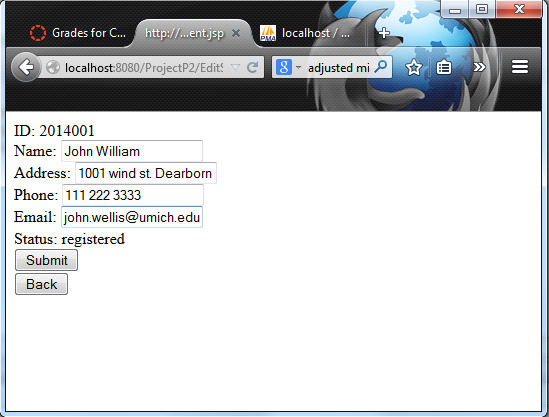 Grades for C...
http://...ent.jsp
localhost / ...
localhost:8080/ProjectP2/EditS
adjusted mi
ID: 2014001
Name: John William
Address: 1001 wind st. Dearborn
Phone: 111 222 3333
Email: john.wellis@umich.edu
Status: registered
Submit
Back